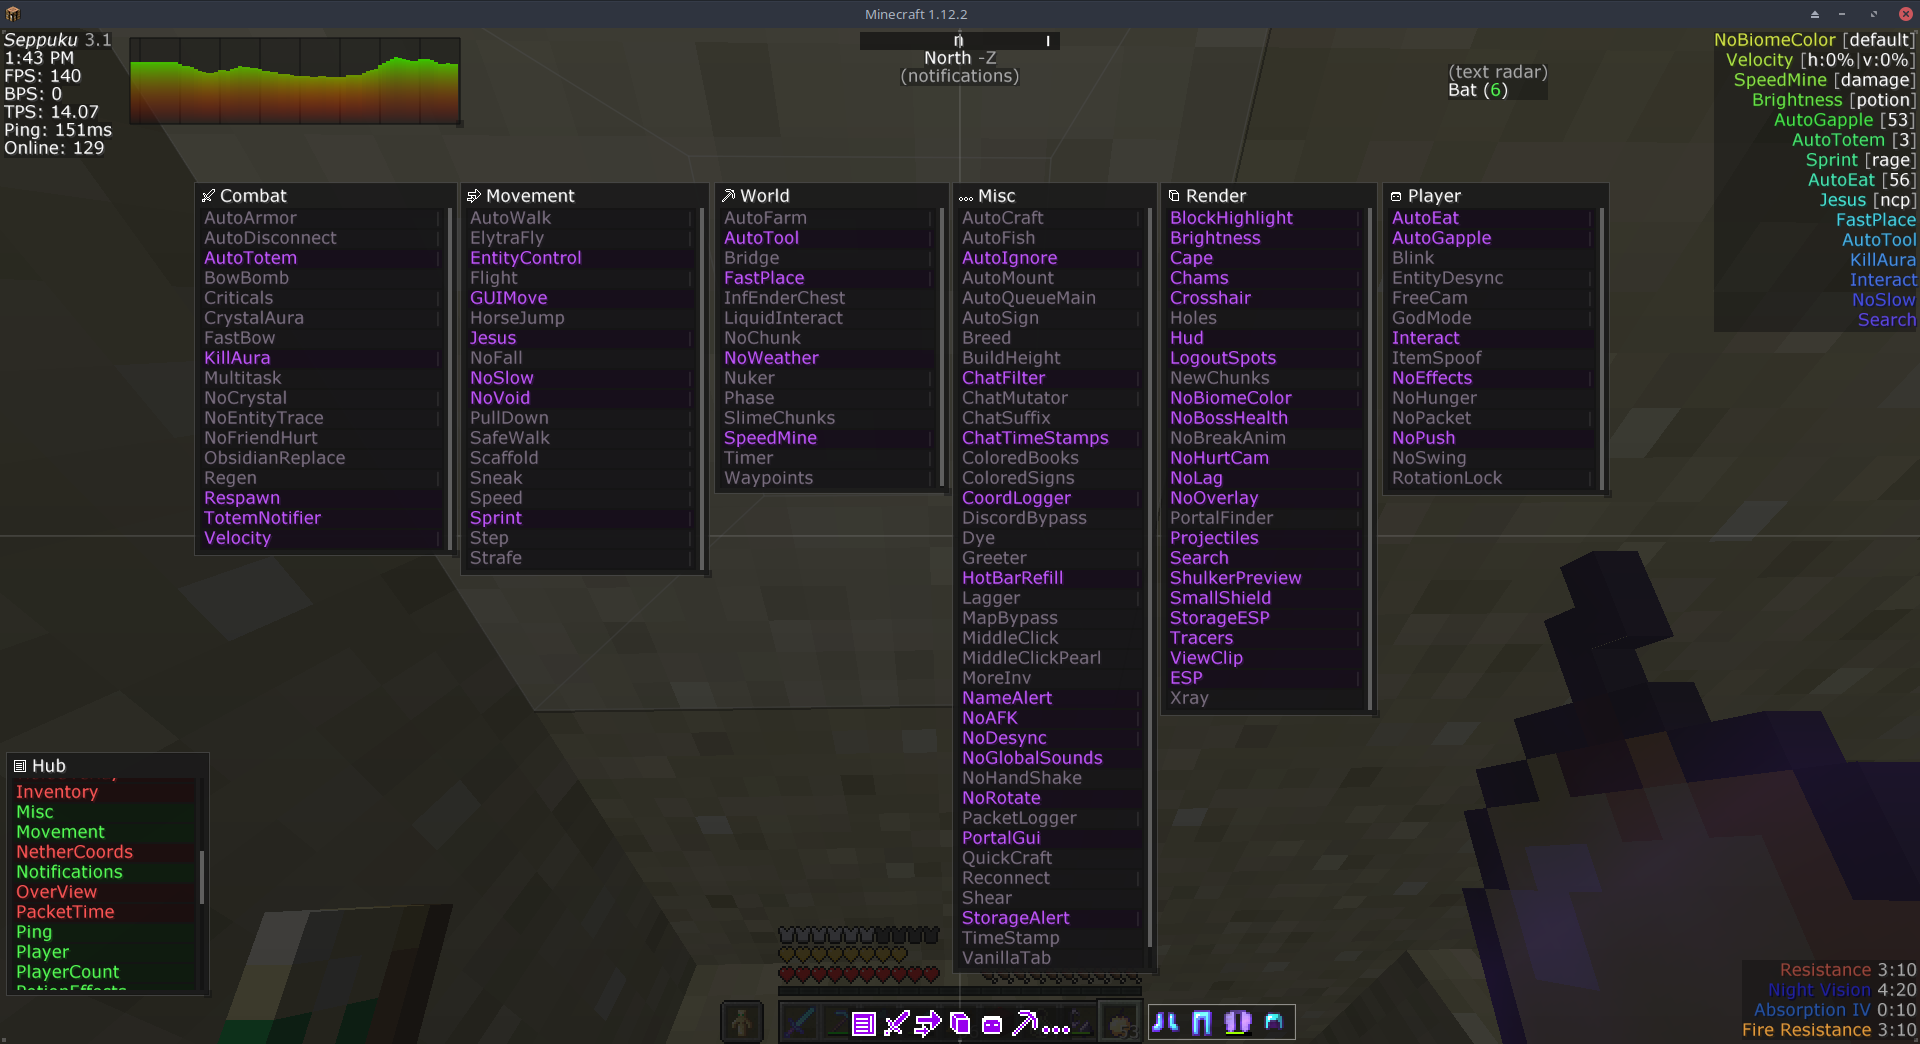 Minecraft 1.12.2
Seppuku 3.1
1:43 PM
FPS: 140
BPS: 0
TPS: 14.07
Ping: 151ms
Online: 129
n
North -Z
(notifications)
(text radar)
Bat (6)
NoBiomeColor [default]
Velocity [h:0%|v:0%]
SpeedMine [damage]
Brightness [potion]
AutoGapple [53]
AutoTotem [3]
Sprint [rage]
AutoEat [56]
Jesus [ncp]
FastPlace
AutoTool
KillAura
Interact
NoSlow
Search
Combat
AutoArmor
AutoDisconnect
AutoTotem
BowBomb
Criticals
CrystalAura
FastBow
KillAura
Multitask
NoCrystal
NoEntityTrace
NoFriendHurt
ObsidianReplace
Regen
Respawn
TotemNotifier
Velocity
Movement
AutoWalk
ElytraFly
EntityControl
Flight
GUIMove
HorseJump
Jesus
NoFall
NoSlow
NoVoid
PullDown
SafeWalk
Scaffold
Sneak
Speed
Sprint
Step
Strafe
World
AutoFarm
AutoTool
Bridge
FastPlace
InfEnderChest
LiquidInteract
NoChunk
NoWeather
Nuker
Phase
SlimeChunks
SpeedMine
Timer
Waypoints
Misc
AutoCraft
AutoFish
AutoIgnore
AutoMount
AutoQueueMain
AutoSign
Breed
BuildHeight
ChatFilter
ChatMutator
ChatSuffix
ChatTimeStamps
ColoredBooks
ColoredSigns
CoordLogger
DiscordBypass
Dye
Greeter
HotBarRefill
Lagger
MapBypass
MiddleClick
MiddleClickPearl
MoreInv
NameAlert
NoAFK
NoDesync
NoGlobalSounds
NoHandShake
NoRotate
PacketLogger
PortalGui
QuickCraft
Reconnect
Shear
StorageAlert
TimeStamp
VanillaTab
Render
BlockHighlight
Brightness
Cape
Chams
Crosshair
Holes
Hud
LogoutSpots
NewChunks
NoBiomeColor
NoBossHealth
NoBreakAnim
NoHurtCam
NoLag
NoOverlay
PortalFinder
Projectiles
Search
ShulkerPreview
SmallShield
StorageESP
Tracers
ViewClip
ESP
Xray
Player
AutoEat
AutoGapple
Blink
EntityDesync
FreeCam
GodMode
Interact
ItemSpoof
NoEffects
NoHunger
NoPacket
NoPush
NoSwing
RotationLock
Hub
Inventory
Misc
Movement
NetherCoords
Notifications
OverView
PacketTime
Ping
Player
PlayerCount
PotionEffects
Resistance 3:10
Night Vision 4:20
Absorption IV 0:10
Fire Resistance 3:10